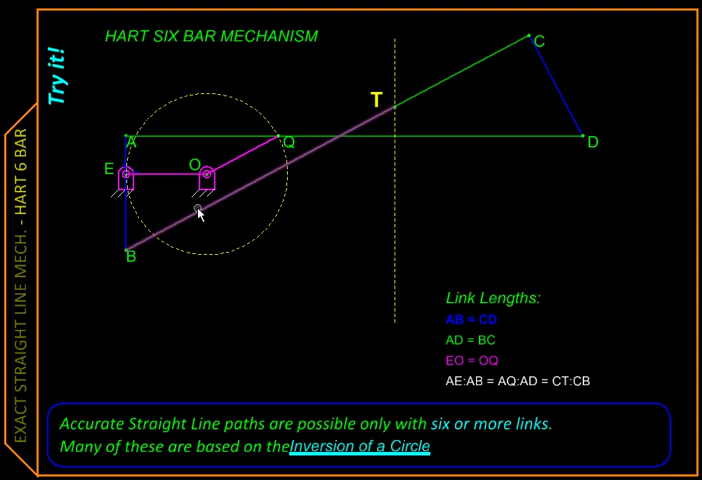 HART SIX BAR MECHANISM
Try it!
EXACT STRAIGHT LINE MECH. - HART 6 BAR
C
T
A
Q
D
E
O
B
Link Lengths:
AB = CD
AD = BC
EO = OQ
AE:AB = AQ:AD = CT:CB
Accurate Straight Line paths are possible only with six or more links.
Many of these are based on theInversion of a Circle